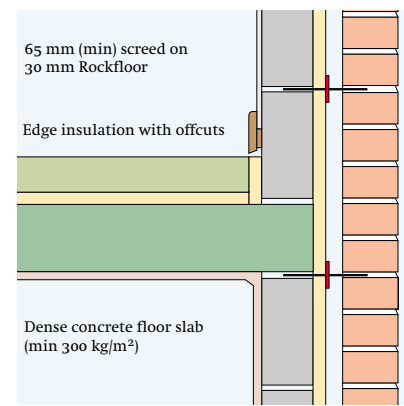 65 mm (min) screed on
30 mm Rockfloor
Edge insulation with offcuts
Dense concrete floor slab
(min 300 kg/m²)